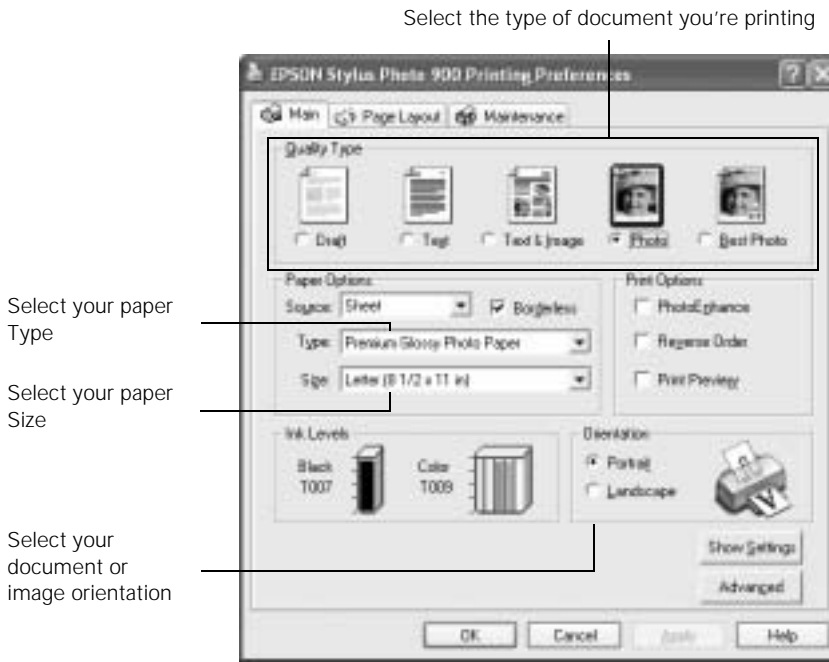 Select the type of document you're printing
EPSON Stylus Photo 900 Printing Preferences
Main Page Layout Maintenance
Quality Type
Draft Text Text & Image Photo Best Photo
Paper Options
Source: Sheet Borderless
Type: Premium Glossy Photo Paper
Size: Letter (8 1/2 x 11 in)
Print Options
PhotoEnhance
Reverse Order
Print Preview
Select your paper
Type
Select your paper
Size
Ink Levels
Black
T007
Color
T009
Orientation
Portrait
Landscape
Select your
document or
image orientation
Show Settings
Advanced
OK Cancel Apply Help